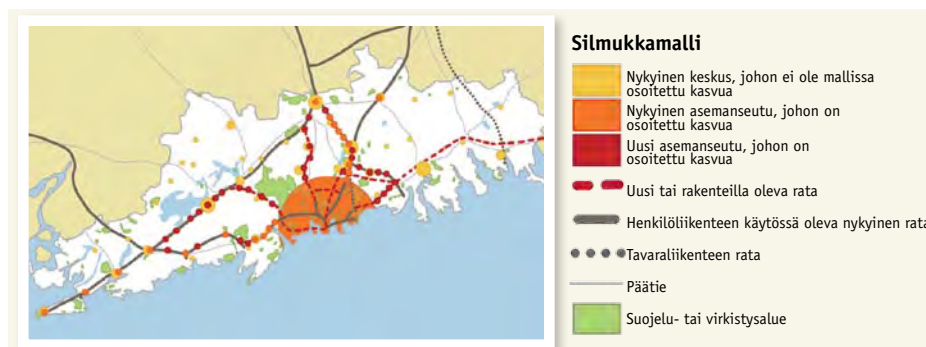 Silmukkamalli
Nykyinen keskus, johon ei ole mallissa
osoitettu kasvua
Nykyinen asemanseutu, johon on
osoitettu kasvua
Uusi asemanseutu, johon on
osoitettu kasvua
Uusi tai rakenteilla oleva rata
Henkilöliikenteen käytössä oleva nykyinen rata
Tavaraliikenteen rata
Päätie
Suojelu- tai virkistysalue